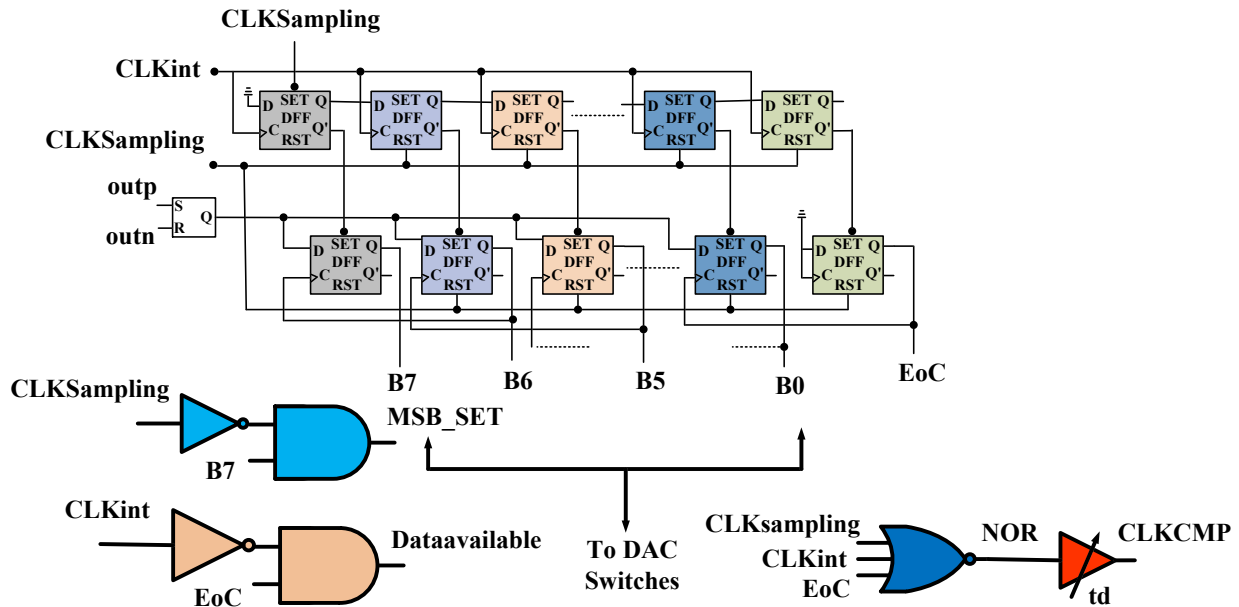 CLKSampling
CLKint
D SET Q DFF C Q' RST
D SET Q DFF C Q' RST
D SET Q DFF C Q' RST
D SET Q DFF C Q' RST
D SET Q DFF C Q' RST
CLKSampling
outp
outn
S
R
Q
D SET Q DFF C Q' RST
D SET Q DFF C Q' RST
D SET Q DFF C Q' RST
D SET Q DFF C Q' RST
D SET Q DFF C Q' RST
B7
B6
B5
B0
EoC
CLKSampling
B7
MSB_SET
CLKint
EoC
Dataavailable
To DAC
Switches
CLKsampling
CLKint
EoC
NOR
td
CLKCMP